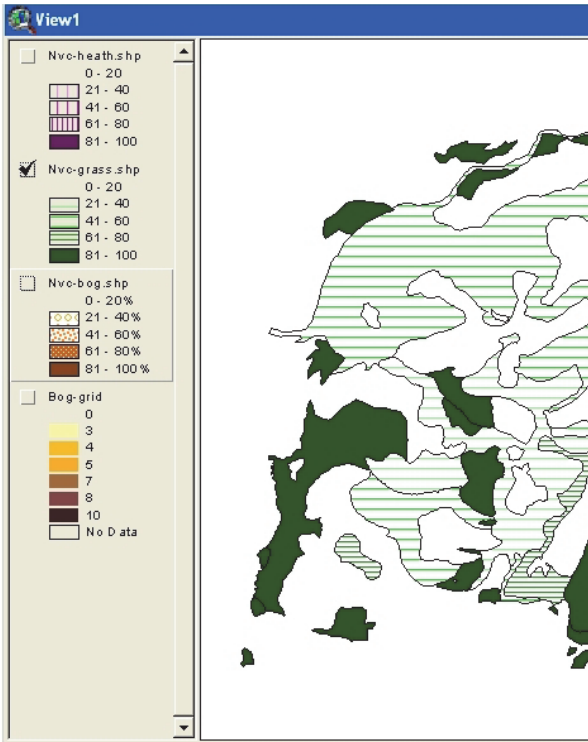 View1
Nvc-heath.shp
0 - 20
21 - 40
41 - 60
61 - 80
81 - 100
Nvc-grass.shp
0 - 20
21 - 40
41 - 60
61 - 80
81 - 100
Nvc-bog.shp
0 - 20%
21 - 40%
41 - 60%
61 - 80%
81 - 100%
Bog-grid
0
3
4
5
7
8
10
No Data